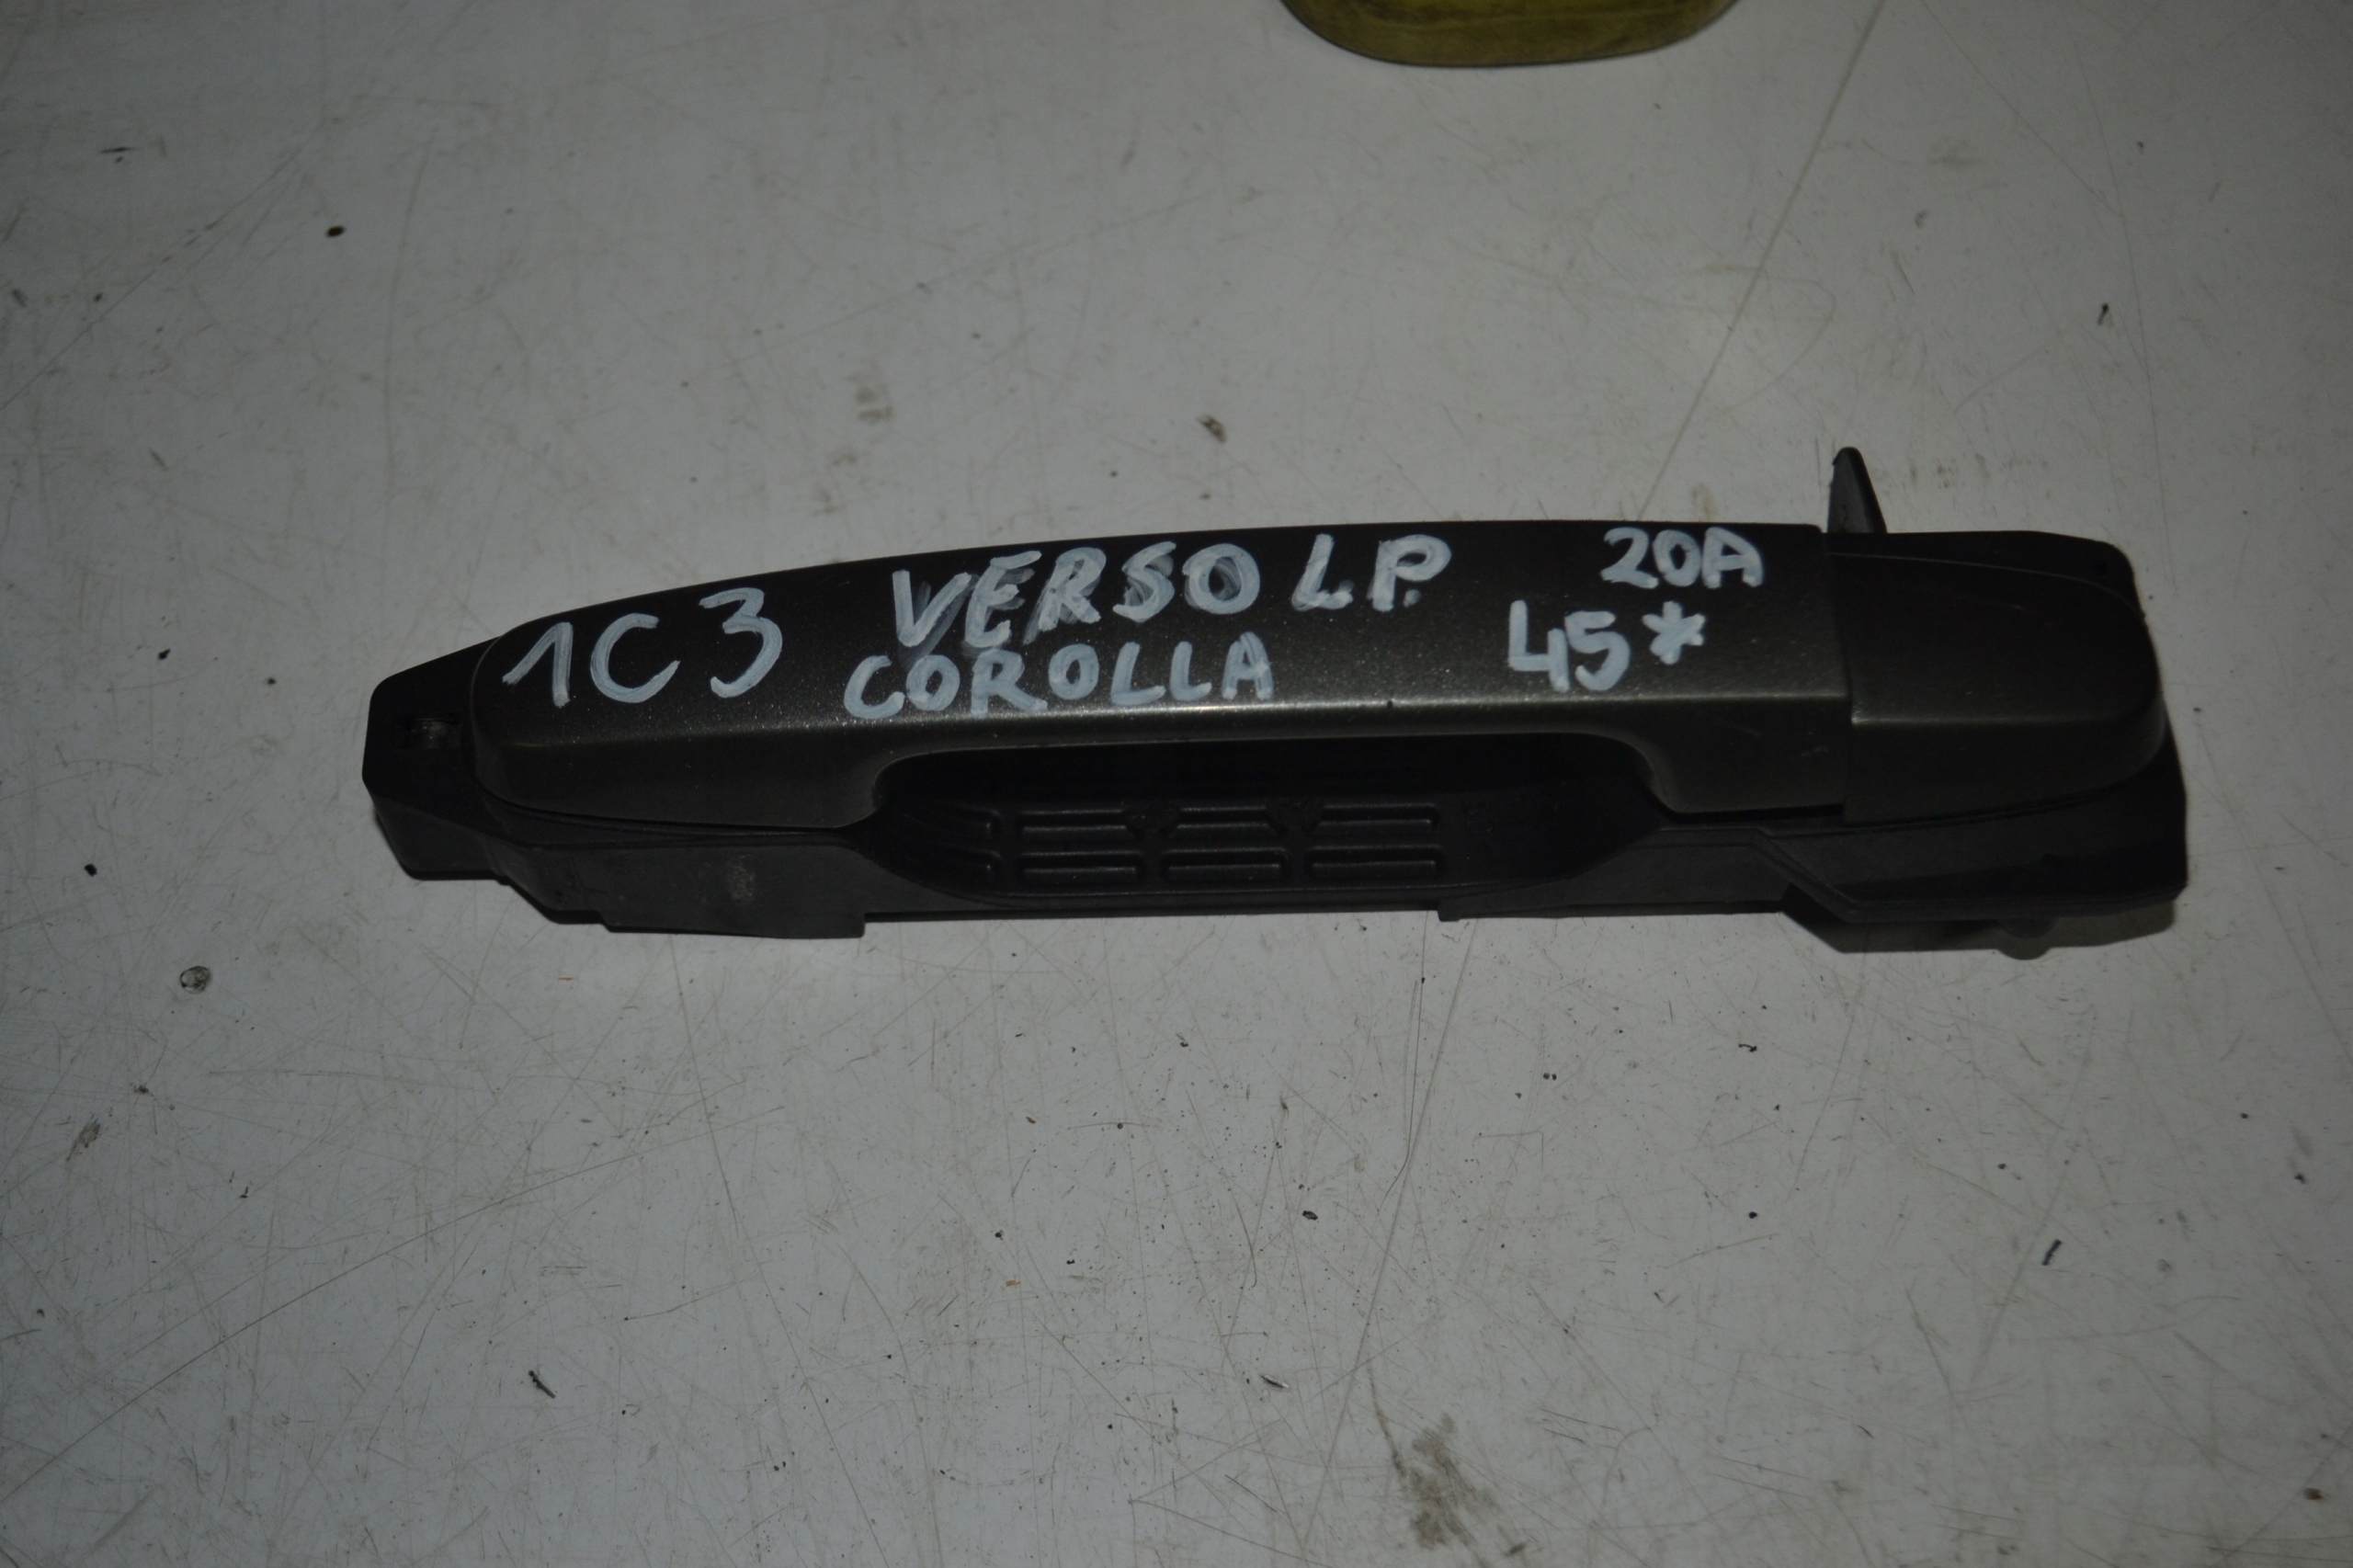 1C3 VERSO L.P. 20A
COROLLA 45*